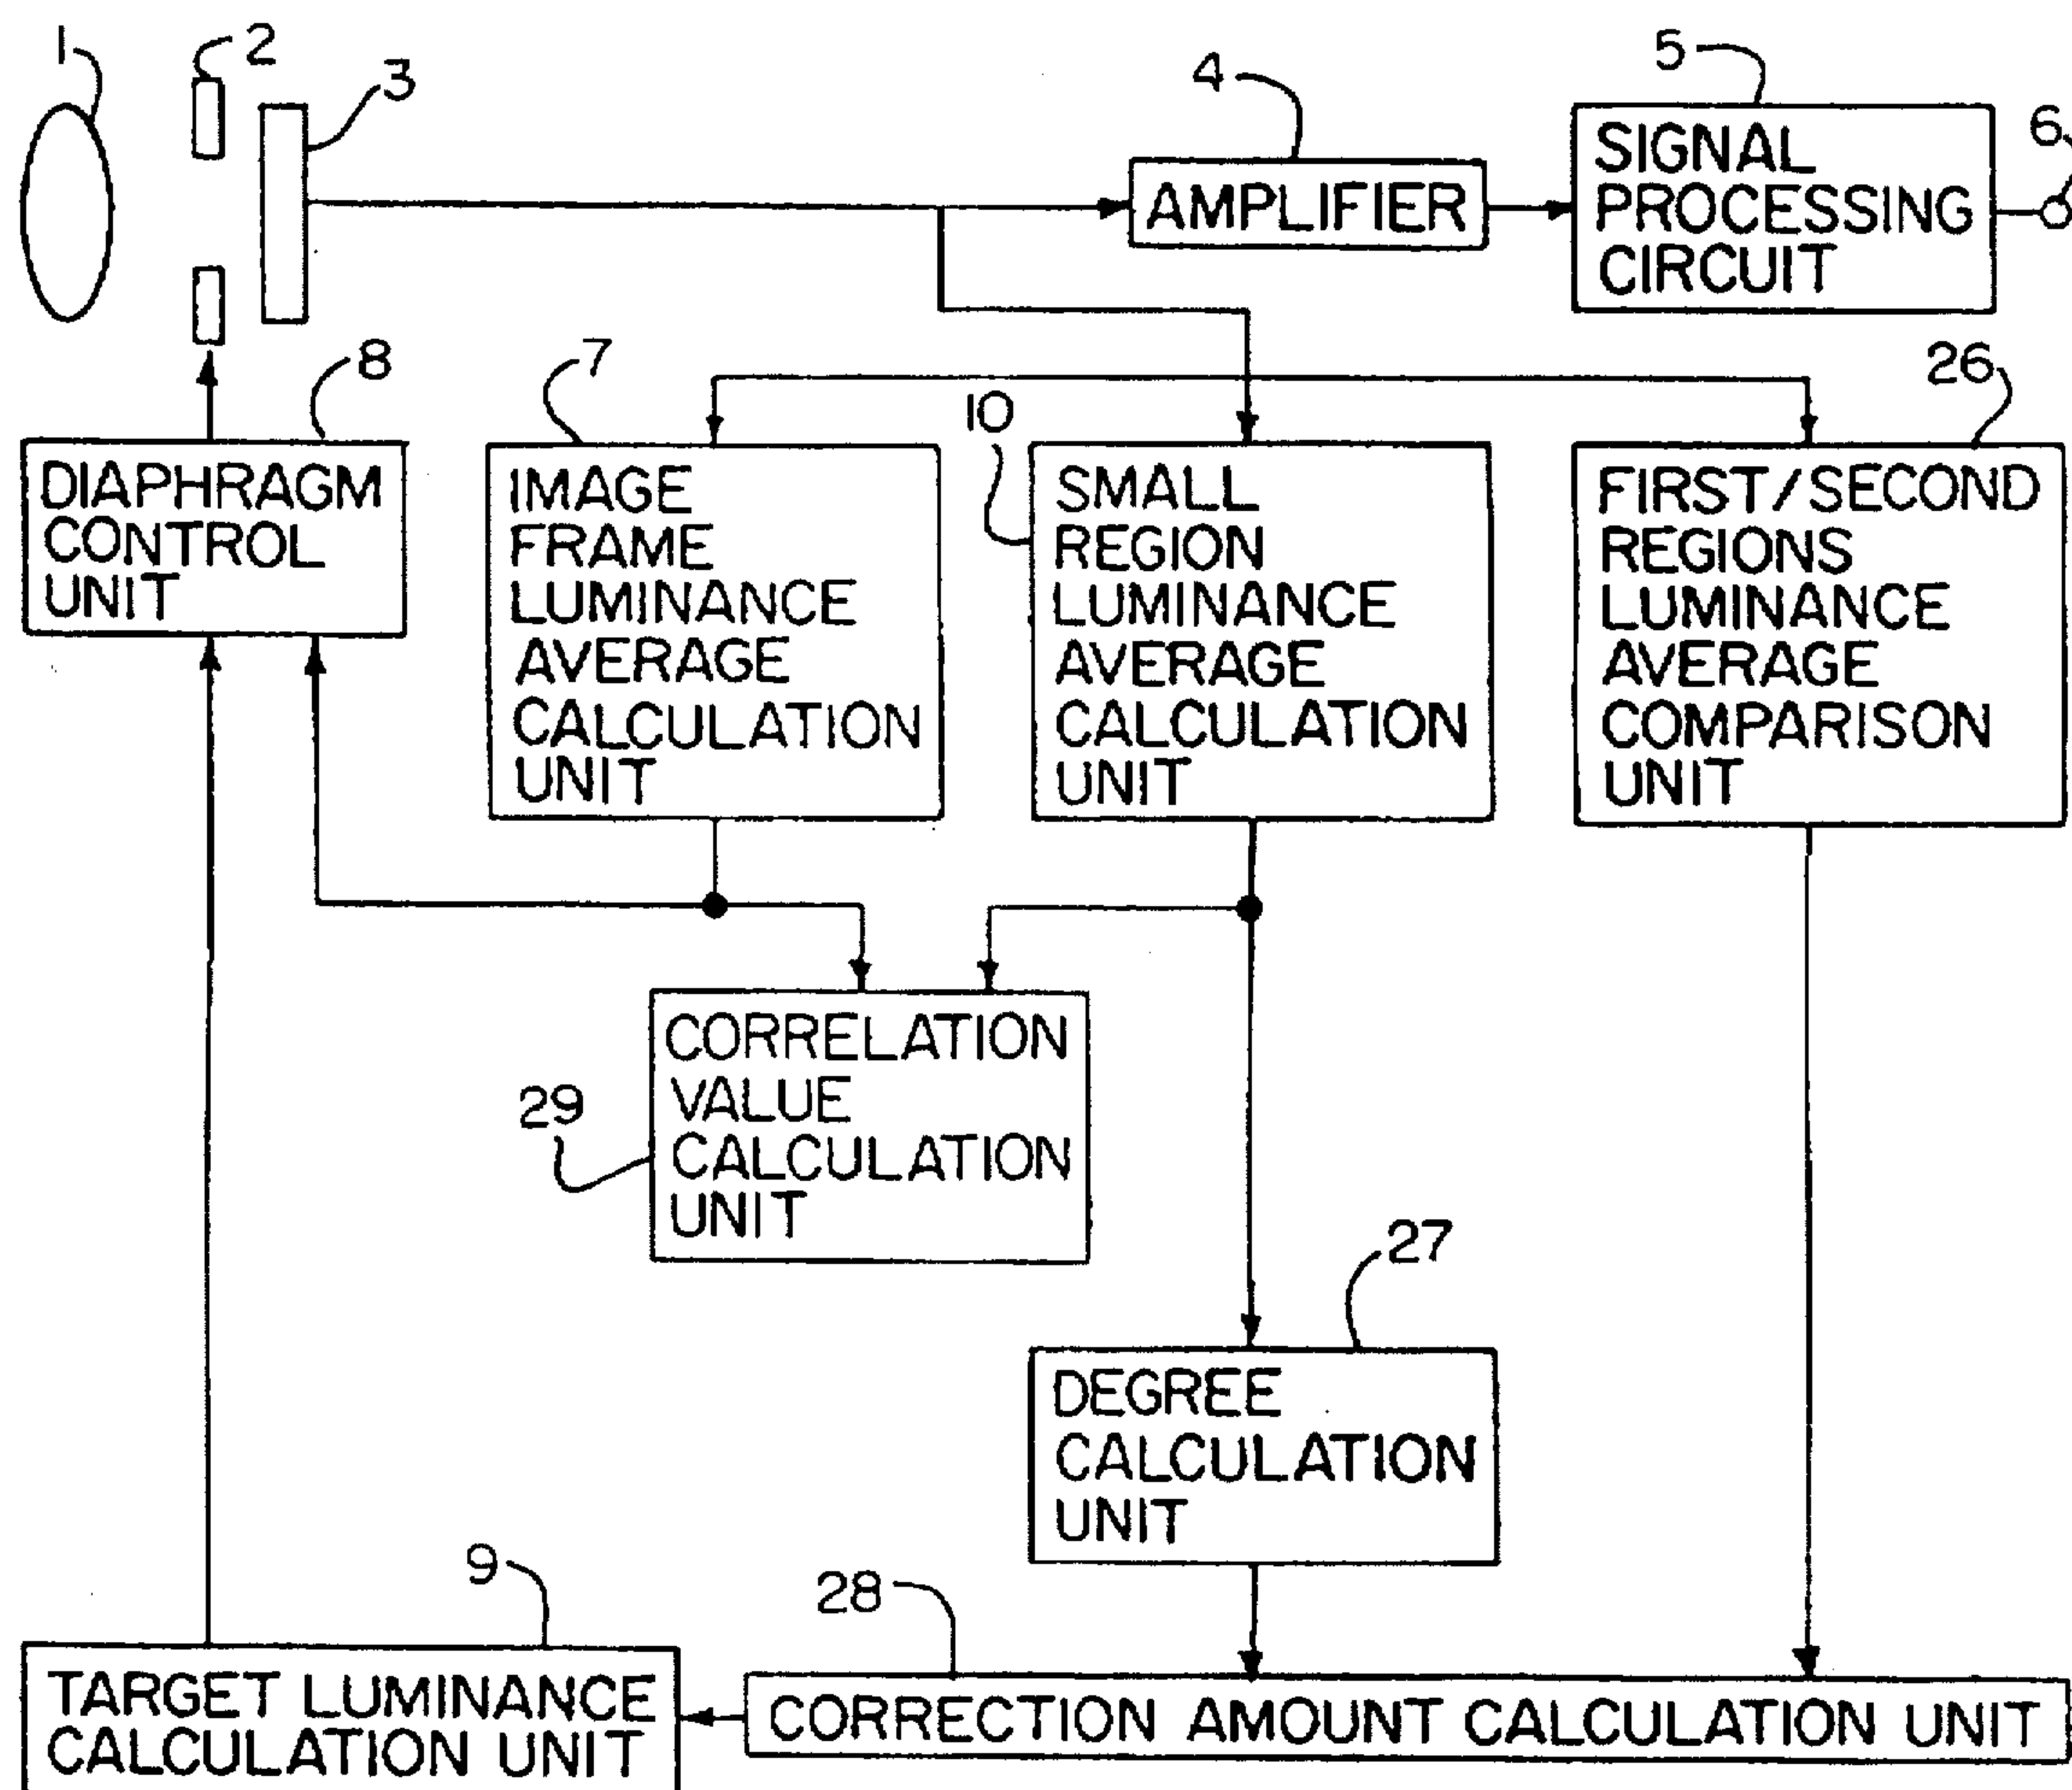 1
2
3
4
5
6
AMPLIFIER
SIGNAL
PROCESSING
CIRCUIT
8
7
10
26
DIAPHRAGM
CONTROL
UNIT
IMAGE
FRAME
LUMINANCE
AVERAGE
CALCULATION
UNIT
SMALL
REGION
LUMINANCE
AVERAGE
CALCULATION
UNIT
FIRST/SECOND
REGIONS
LUMINANCE
AVERAGE
COMPARISON
UNIT
29
CORRELATION
VALUE
CALCULATION
UNIT
27
DEGREE
CALCULATION
UNIT
9
28
TARGET LUMINANCE
CALCULATION UNIT
CORRECTION AMOUNT CALCULATION UNIT